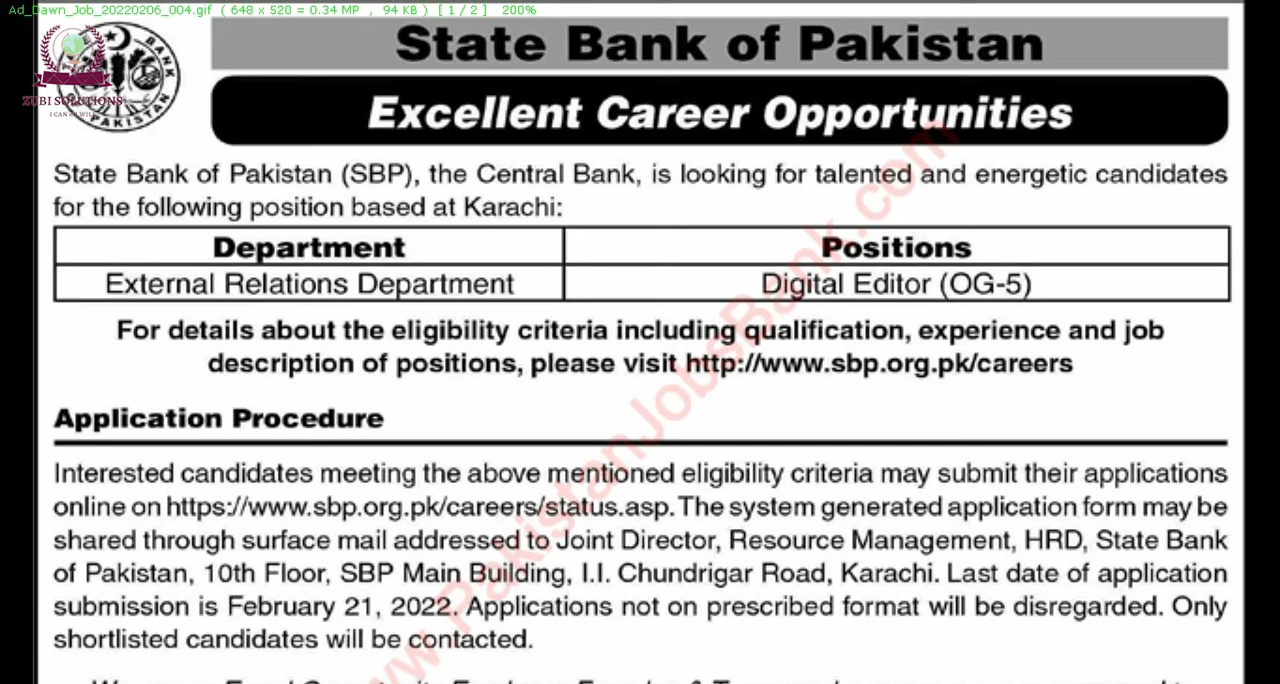 Ad_Dawn_Job_20220206_004.gif ( 648 x 520 = 0.34 MP , 94 KB ) [ 1 / 2 ] 200%
BANK
PAKISTAN
ZUBI SOLUTIONS
State Bank of Pakistan
Excellent Career Opportunities
State Bank of Pakistan (SBP), the Central Bank, is looking for talented and energetic candidates
for the following position based at Karachi:
Department Positions
External Relations Department Digital Editor (OG-5)
For details about the eligibility criteria including qualification, experience and job
description of positions, please visit http://www.sbp.org.pk/careers
Application Procedure
Interested candidates meeting the above mentioned eligibility criteria may submit their applications
online on https://www.sbp.org.pk/careers/status.asp. The system generated application form may be
shared through surface mail addressed to Joint Director, Resource Management, HRD, State Bank
of Pakistan, 10th Floor, SBP Main Building, I.I. Chundrigar Road, Karachi. Last date of application
submission is February 21, 2022. Applications not on prescribed format will be disregarded. Only
shortlisted candidates will be contacted.
www.PakistanJobsBank.com